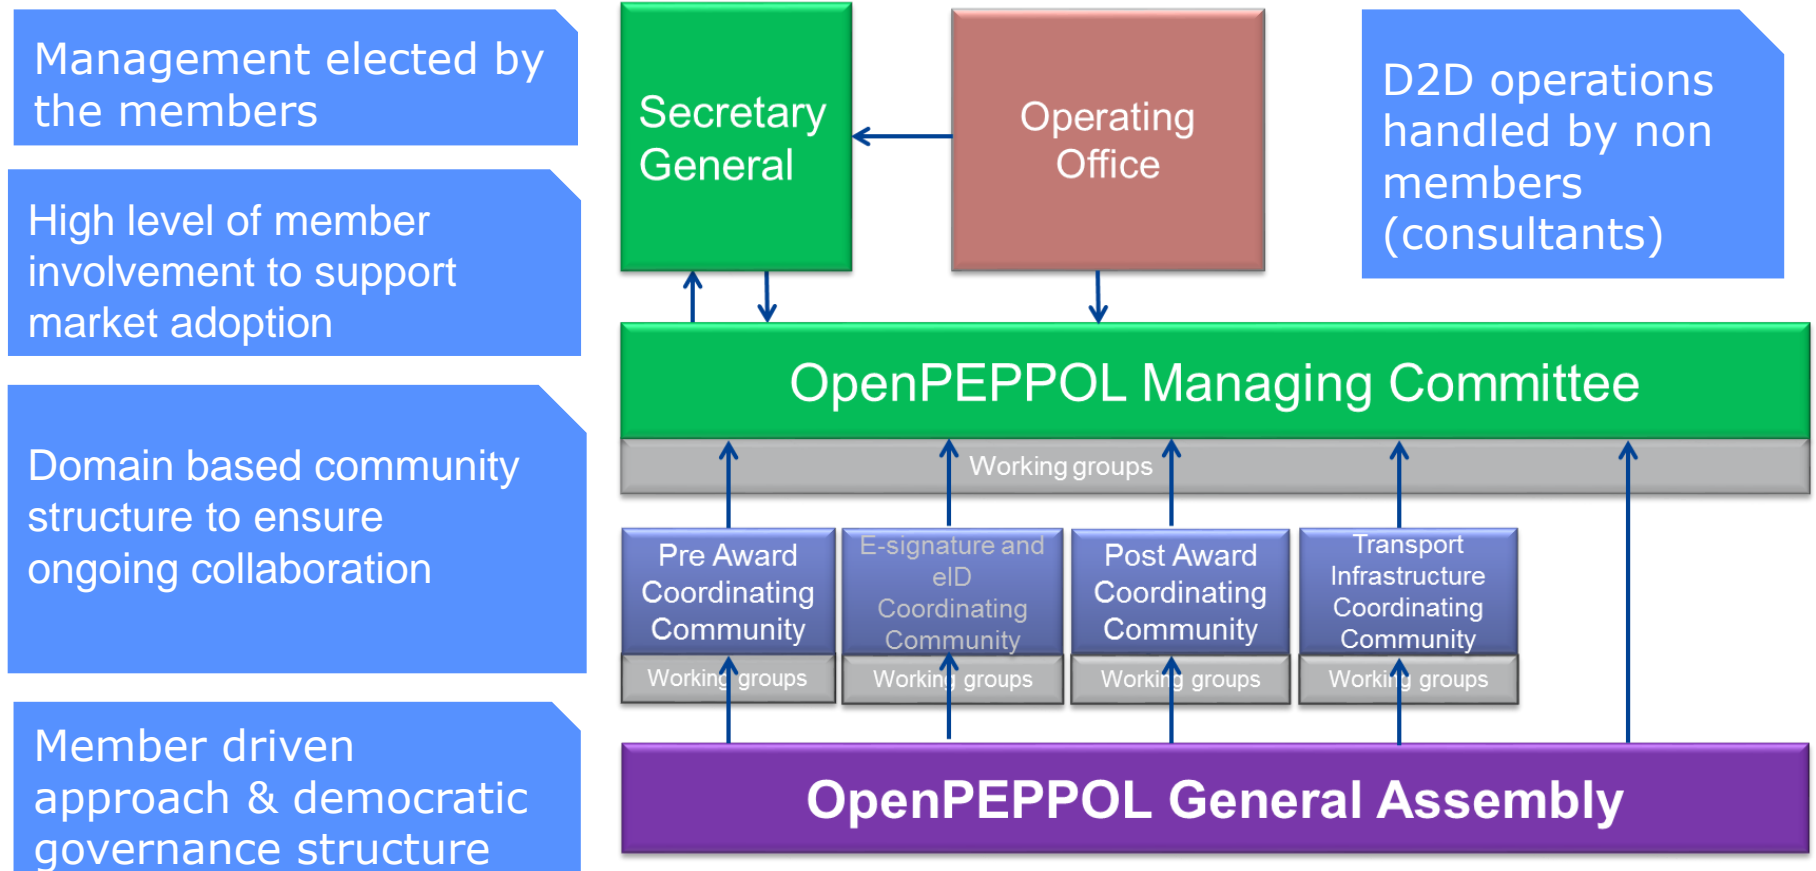 Management elected by
the members
High level of member
involvement to support
market adoption
Domain based community
structure to ensure
ongoing collaboration
Member driven
approach & democratic
governance structure
Secretary
General
Operating
Office
D2D operations
handled by non
members
(consultants)
OpenPEPPOL Managing Committee
Working groups
Pre Award
Coordinating
Community
Working groups
E-signature and
eID
Coordinating
Community
Working groups
Post Award
Coordinating
Community
Working groups
Transport
Infrastructure
Coordinating
Community
Working groups
OpenPEPPOL General Assembly